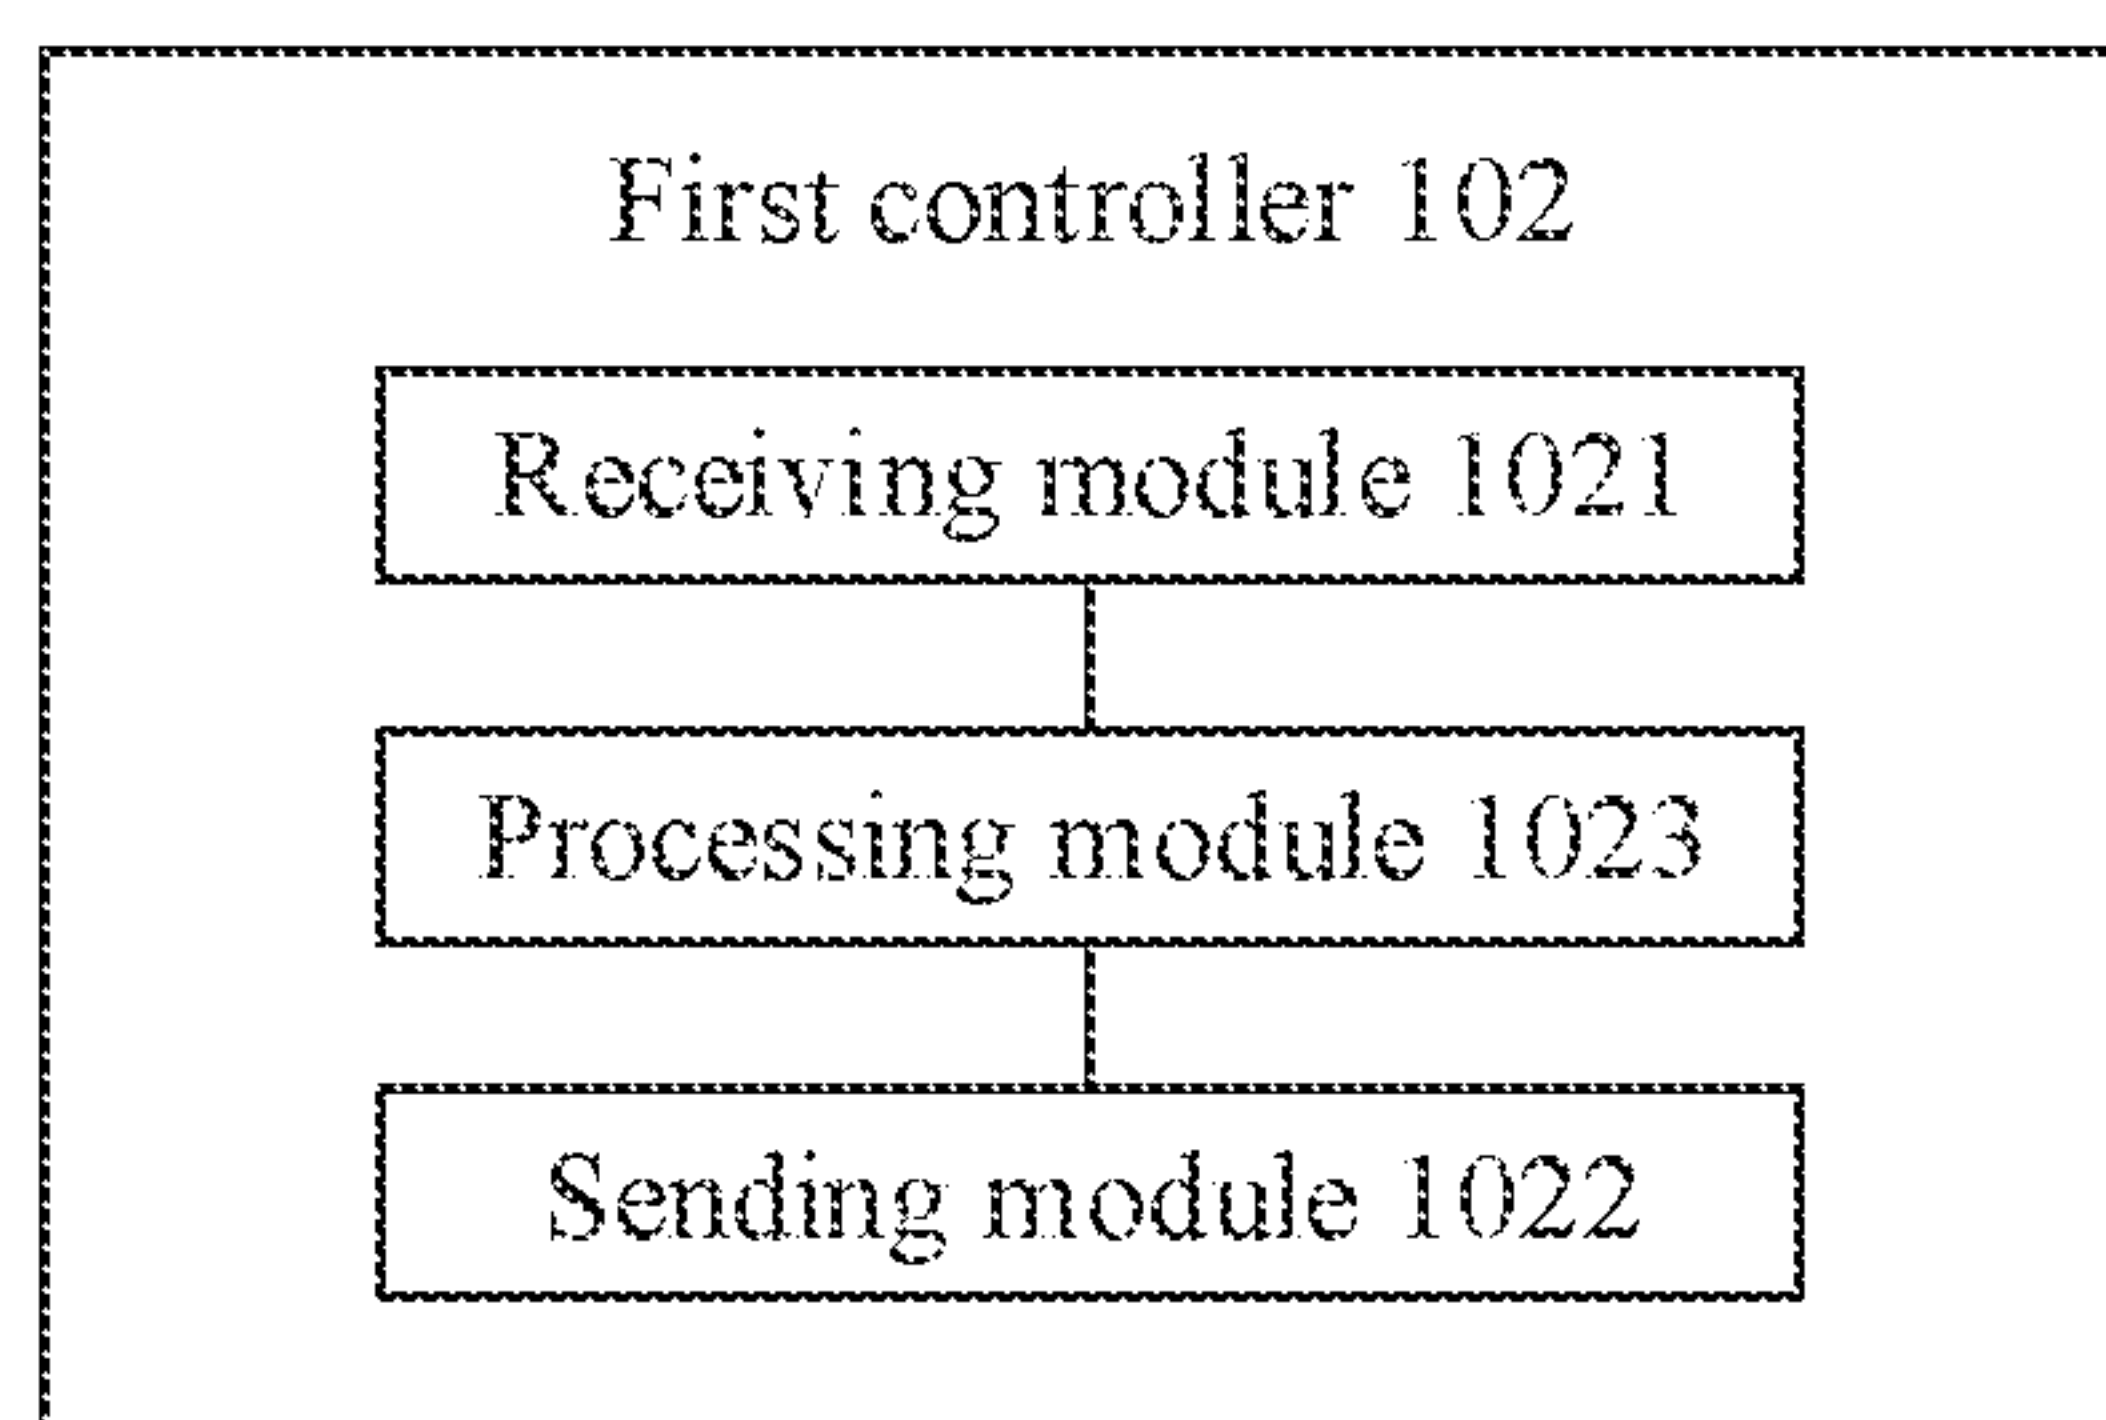 First controller 102
Receiving module 1021
Processing module 1023
Sending module 1022